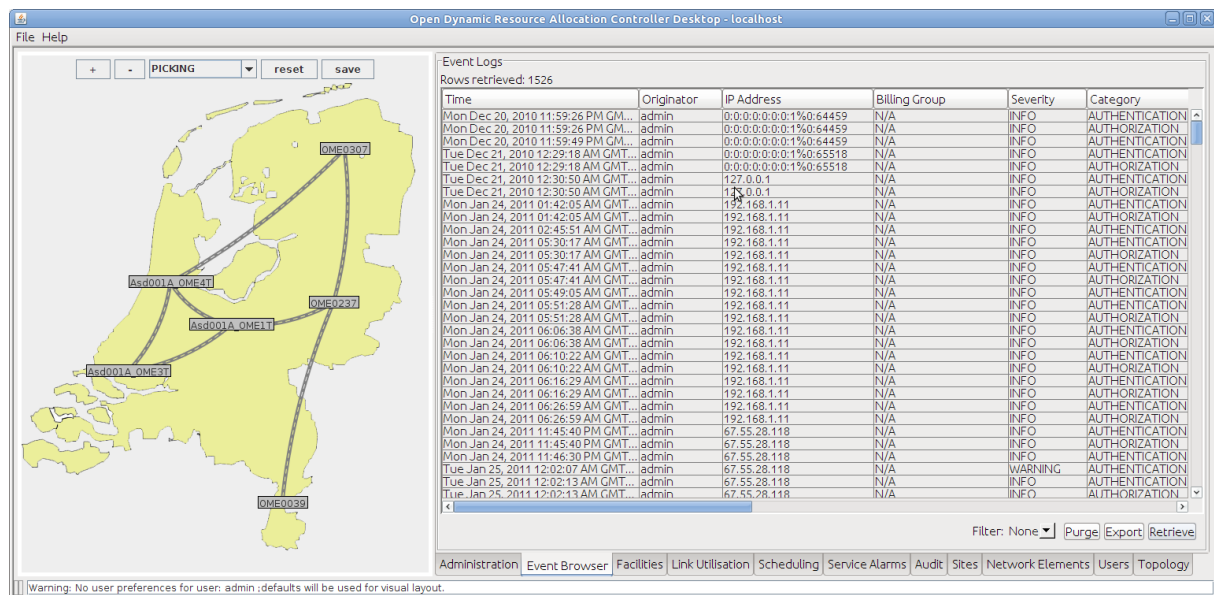 Open Dynamic Resource Allocation Controller Desktop - localhost
File Help
+ - PICKING reset save
OME0307
Asd001A_OME4T
OME0237
Asd001A_OME1T
Asd001A_OME3T
OME0039
Event Logs
Rows retrieved: 1526
Time Originator IP Address Billing Group Severity Category
Mon Dec 20, 2010 11:59:26 PM GM... admin 0:0:0:0:0:0:0:1%0:64459 N/A INFO AUTHENTICATION
Mon Dec 20, 2010 11:59:26 PM GM... admin 0:0:0:0:0:0:0:1%0:64459 N/A INFO AUTHORIZATION
Mon Dec 20, 2010 11:59:49 PM GM... admin 0:0:0:0:0:0:0:1%0:64459 N/A INFO AUTHORIZATION
Tue Dec 21, 2010 12:29:18 AM GMT... admin 0:0:0:0:0:0:0:1%0:65518 N/A INFO AUTHENTICATION
Tue Dec 21, 2010 12:29:18 AM GMT... admin 0:0:0:0:0:0:0:1%0:65518 N/A INFO AUTHORIZATION
Tue Dec 21, 2010 12:30:50 AM GMT... admin 127.0.0.1 N/A INFO AUTHENTICATION
Tue Dec 21, 2010 12:30:50 AM GMT... admin 127.0.0.1 N/A INFO AUTHORIZATION
Mon Jan 24, 2011 01:42:05 AM GMT... admin 192.168.1.11 N/A INFO AUTHENTICATION
Mon Jan 24, 2011 01:42:05 AM GMT... admin 192.168.1.11 N/A INFO AUTHORIZATION
Mon Jan 24, 2011 02:45:51 AM GMT... admin 192.168.1.11 N/A INFO AUTHORIZATION
Mon Jan 24, 2011 05:30:17 AM GMT... admin 192.168.1.11 N/A INFO AUTHENTICATION
Mon Jan 24, 2011 05:30:17 AM GMT... admin 192.168.1.11 N/A INFO AUTHORIZATION
Mon Jan 24, 2011 05:47:41 AM GMT... admin 192.168.1.11 N/A INFO AUTHENTICATION
Mon Jan 24, 2011 05:47:41 AM GMT... admin 192.168.1.11 N/A INFO AUTHORIZATION
Mon Jan 24, 2011 05:49:05 AM GMT... admin 192.168.1.11 N/A INFO AUTHORIZATION
Mon Jan 24, 2011 05:51:28 AM GMT... admin 192.168.1.11 N/A INFO AUTHENTICATION
Mon Jan 24, 2011 05:51:28 AM GMT... admin 192.168.1.11 N/A INFO AUTHORIZATION
Mon Jan 24, 2011 06:06:38 AM GMT... admin 192.168.1.11 N/A INFO AUTHENTICATION
Mon Jan 24, 2011 06:06:38 AM GMT... admin 192.168.1.11 N/A INFO AUTHORIZATION
Mon Jan 24, 2011 06:10:22 AM GMT... admin 192.168.1.11 N/A INFO AUTHENTICATION
Mon Jan 24, 2011 06:10:22 AM GMT... admin 192.168.1.11 N/A INFO AUTHORIZATION
Mon Jan 24, 2011 06:16:29 AM GMT... admin 192.168.1.11 N/A INFO AUTHENTICATION
Mon Jan 24, 2011 06:16:29 AM GMT... admin 192.168.1.11 N/A INFO AUTHORIZATION
Mon Jan 24, 2011 06:26:59 AM GMT... admin 192.168.1.11 N/A INFO AUTHENTICATION
Mon Jan 24, 2011 06:26:59 AM GMT... admin 192.168.1.11 N/A INFO AUTHORIZATION
Mon Jan 24, 2011 11:45:40 PM GMT... admin 67.55.28.118 N/A INFO AUTHENTICATION
Mon Jan 24, 2011 11:45:40 PM GMT... admin 67.55.28.118 N/A INFO AUTHORIZATION
Mon Jan 24, 2011 11:46:30 PM GMT... admin 67.55.28.118 N/A INFO AUTHORIZATION
Tue Jan 25, 2011 12:02:07 AM GMT... admin 67.55.28.118 N/A WARNING AUTHENTICATION
Tue Jan 25, 2011 12:02:13 AM GMT... admin 67.55.28.118 N/A INFO AUTHENTICATION
Tue Jan 25, 2011 12:02:13 AM GMT... admin 67.55.28.118 N/A INFO AUTHORIZATION
Filter: None Purge Export Retrieve
Administration Event Browser Facilities Link Utilisation Scheduling Service Alarms Audit Sites Network Elements Users Topology
Warning: No user preferences for user: admin ;defaults will be used for visual layout.